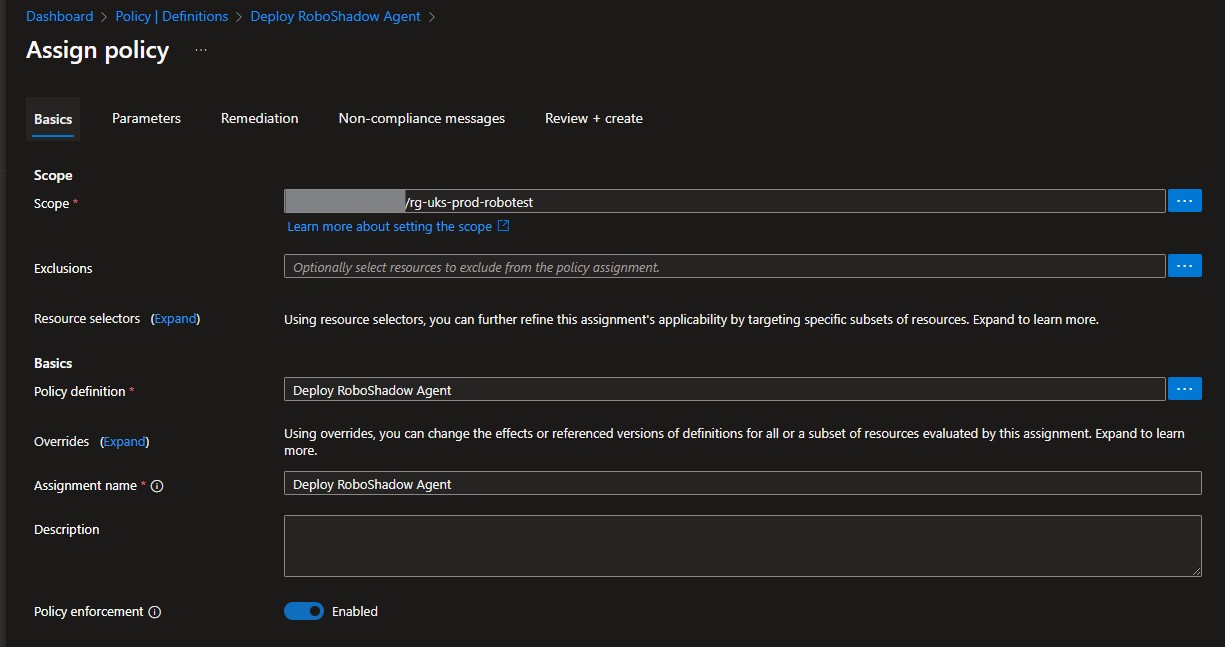 Dashboard > Policy | Definitions > Deploy RoboShadow Agent >
Assign policy ...
Basics Parameters Remediation Non-compliance messages Review + create
Scope
Scope * /rg-uks-prod-robotest ...
Learn more about setting the scope
Exclusions Optionally select resources to exclude from the policy assignment. ...
Resource selectors (Expand) Using resource selectors, you can further refine this assignment's applicability by targeting specific subsets of resources. Expand to learn more.
Basics
Policy definition * Deploy RoboShadow Agent ...
Overrides (Expand) Using overrides, you can change the effects or referenced versions of definitions for all or a subset of resources evaluated by this assignment. Expand to learn
more.
Assignment name * Deploy RoboShadow Agent
Description
Policy enforcement Enabled